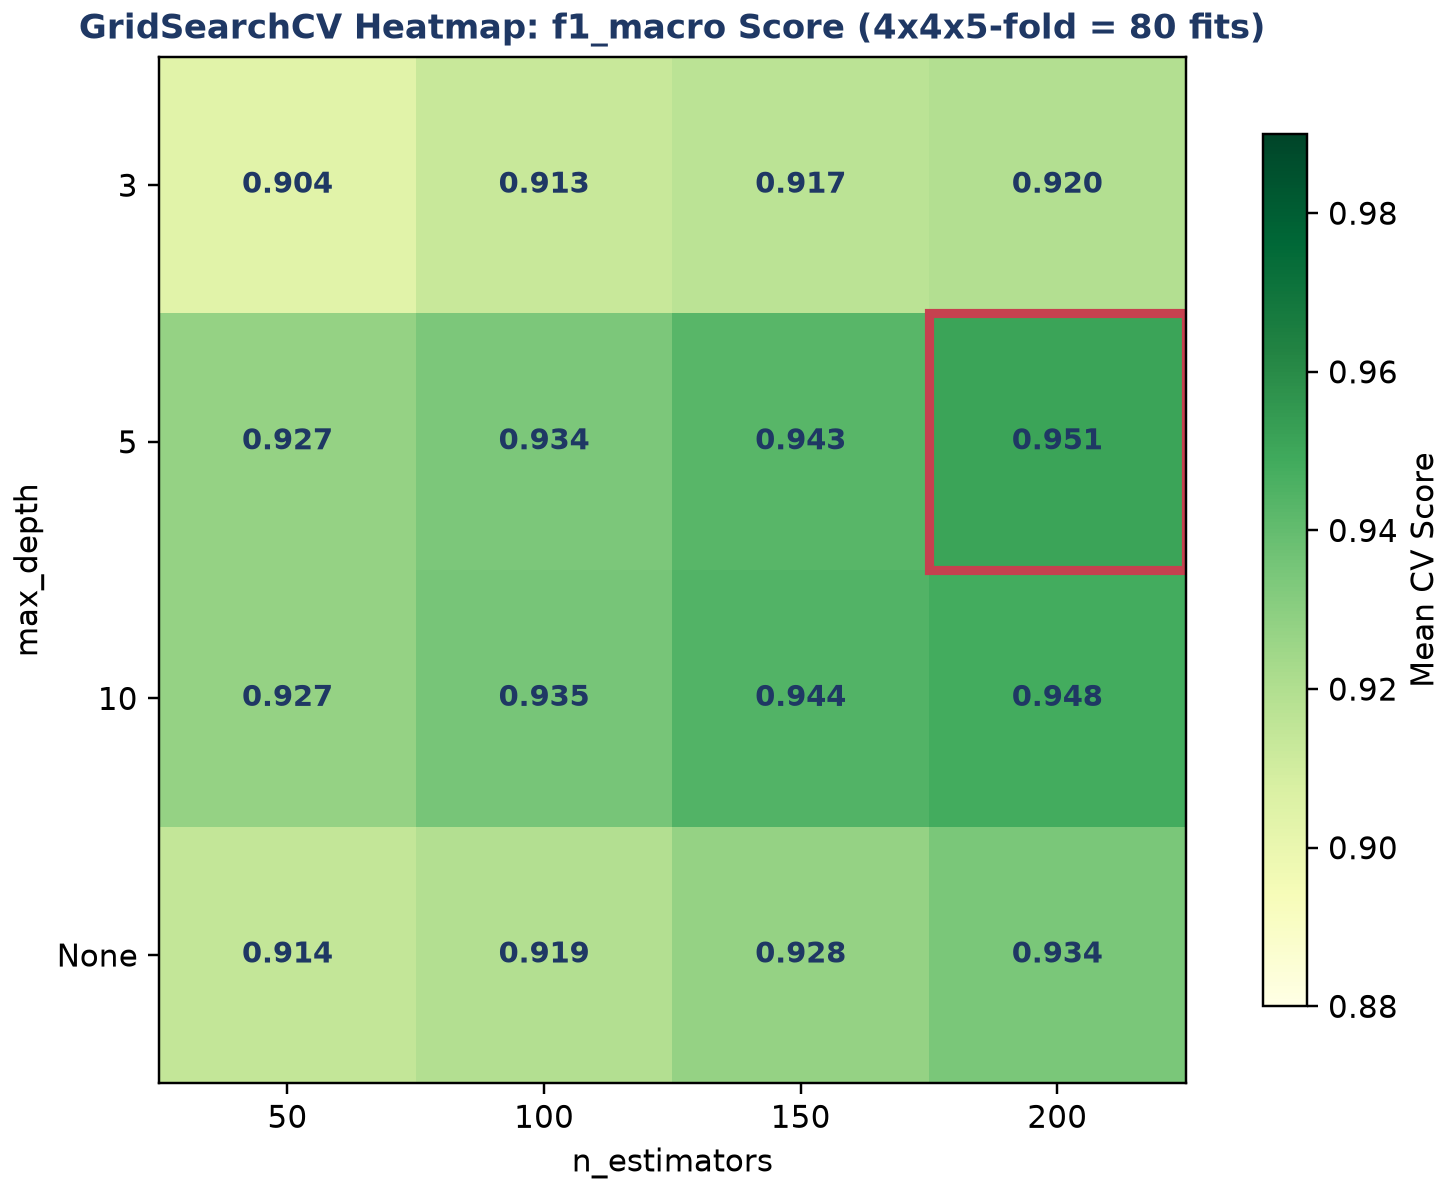 GridSearchCV Heatmap: f1_macro Score (4x4x5-fold = 80 fits)
3
0.904 0.913 0.917 0.920
5
0.927 0.934 0.943 0.951
10
0.927 0.935 0.944 0.948
None
0.914 0.919 0.928 0.934
50 100 150 200
n_estimators
max_depth
0.98
0.96
0.94
0.92
0.90
0.88
Mean CV Score